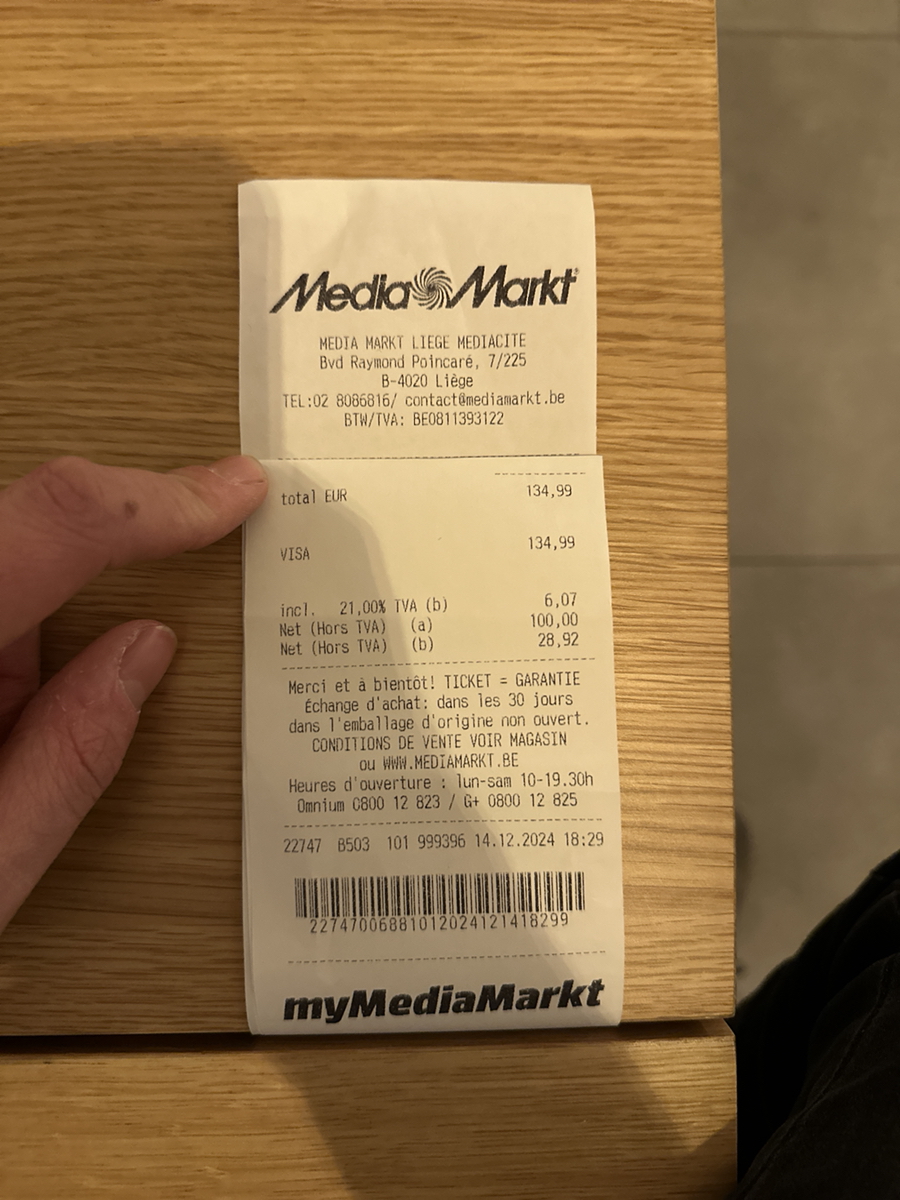 Media Markt
MEDIA MARKT LIEGE MEDIACITE
Bvd Raymond Poincaré, 7/225
B-4020 Liège
TEL:02 8086816/ contact@mediamarkt.be
BTW/TVA: BE0811393122
total EUR 134,99
VISA 134,99
incl. 21,00% TVA (b) 6,07
Net (Hors TVA) (a) 100,00
Net (Hors TVA) (b) 28,92
Merci et à bientôt! TICKET = GARANTIE
Échange d'achat: dans les 30 jours
dans l'emballage d'origine non ouvert.
CONDITIONS DE VENTE VOIR MAGASIN
ou WWW.MEDIAMARKT.BE
Heures d'ouverture : lun-sam 10-19.30h
Omnium 0800 12 823 / G+ 0800 12 825
22747 B503 101 999396 14.12.2024 18:29
22747006881012024121418299
myMediaMarkt